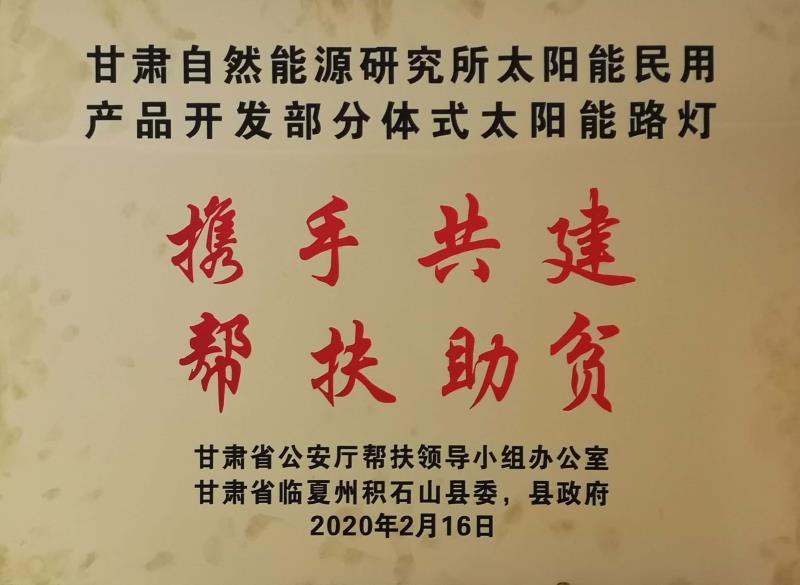 甘肃自然能源研究所太阳能民用
产品开发部分体式太阳能路灯
携手共建
帮扶助贫
甘肃省公安厅帮扶领导小组办公室
甘肃省临夏州积石山县委，县政府
2020年2月16日